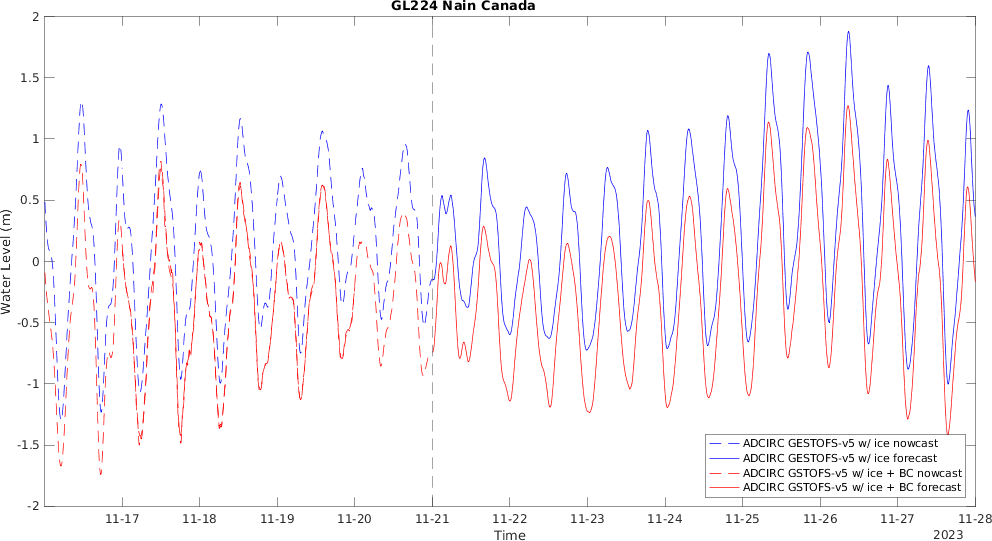 GL224 Nain Canada
2
1.5
1
0.5
0
-0.5
-1
-1.5
-2
Water Level (m)
ADCIRC GESTOFS-v5 w/ ice nowcast
ADCIRC GESTOFS-v5 w/ ice forecast
ADCIRC GSTOFS-v5 w/ ice + BC nowcast
ADCIRC GSTOFS-v5 w/ ice + BC forecast
11-17 11-18 11-19 11-20 11-21 11-22 11-23 11-24 11-25 11-26 11-27 11-28
Time
2023